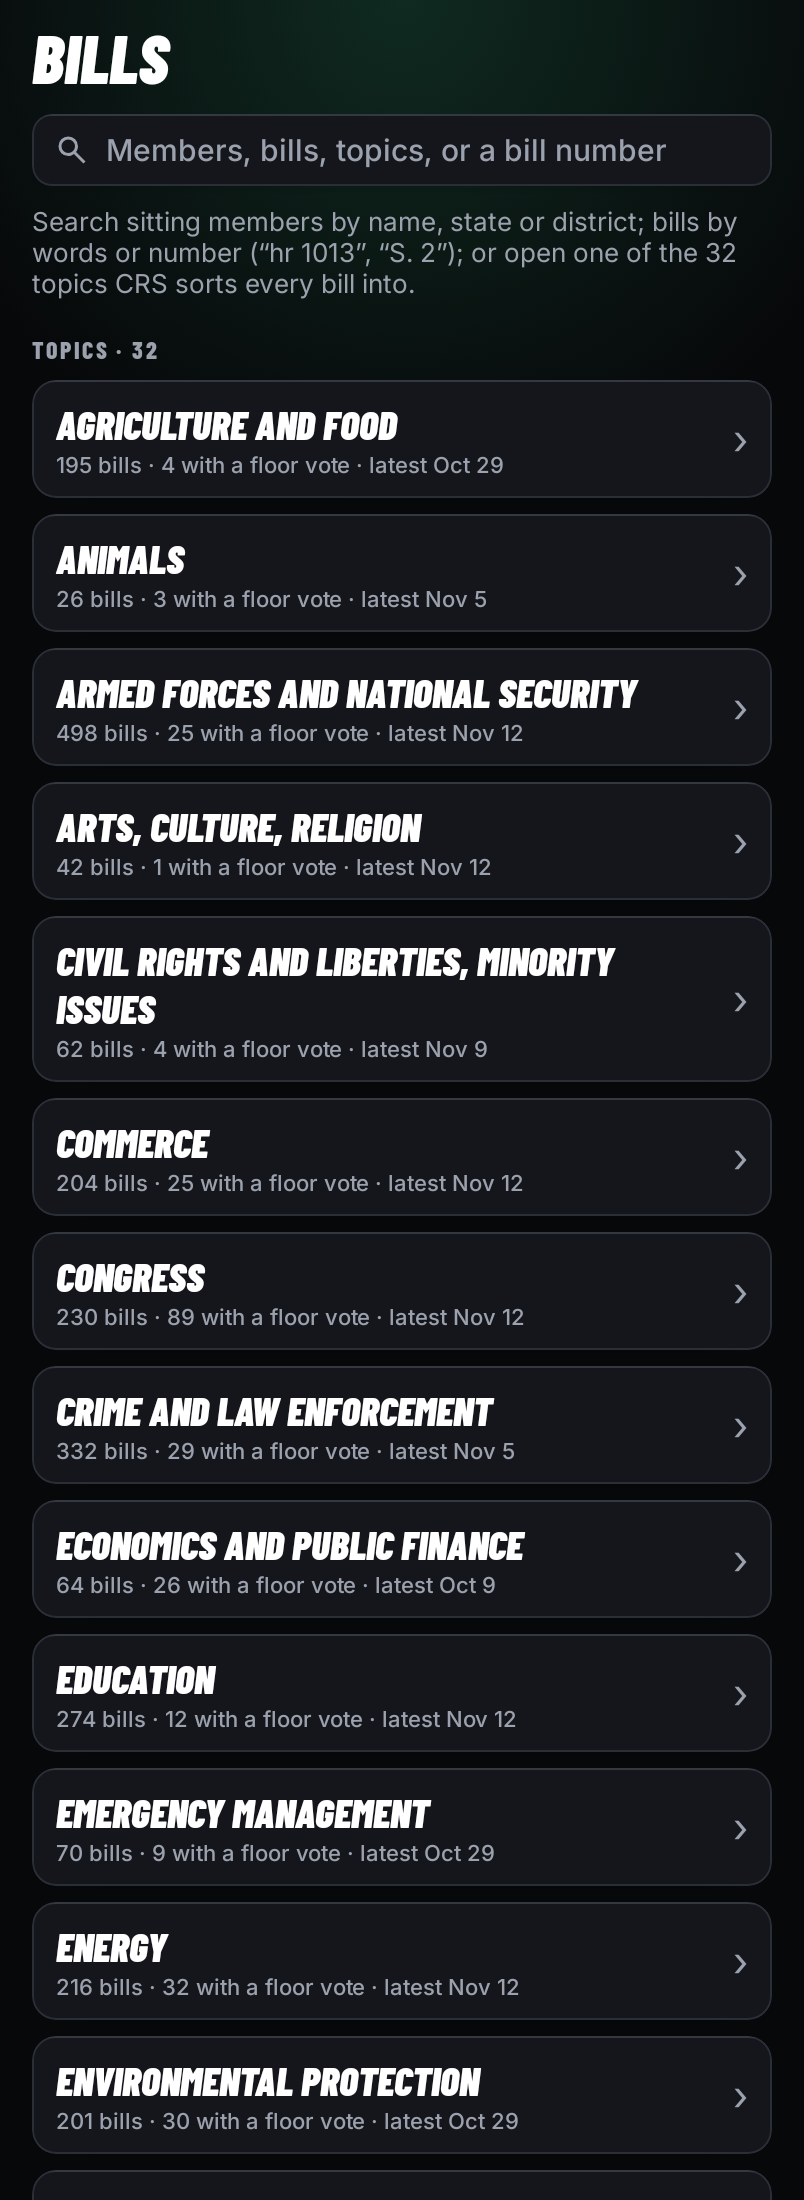 BILLS
Members, bills, topics, or a bill number
Search sitting members by name, state or district; bills by
words or number (“hr 1013”, “S. 2”); or open one of the 32
topics CRS sorts every bill into.
TOPICS · 32
AGRICULTURE AND FOOD
195 bills · 4 with a floor vote · latest Oct 29
ANIMALS
26 bills · 3 with a floor vote · latest Nov 5
ARMED FORCES AND NATIONAL SECURITY
498 bills · 25 with a floor vote · latest Nov 12
ARTS, CULTURE, RELIGION
42 bills · 1 with a floor vote · latest Nov 12
CIVIL RIGHTS AND LIBERTIES, MINORITY
ISSUES
62 bills · 4 with a floor vote · latest Nov 9
COMMERCE
204 bills · 25 with a floor vote · latest Nov 12
CONGRESS
230 bills · 89 with a floor vote · latest Nov 12
CRIME AND LAW ENFORCEMENT
332 bills · 29 with a floor vote · latest Nov 5
ECONOMICS AND PUBLIC FINANCE
64 bills · 26 with a floor vote · latest Oct 9
EDUCATION
274 bills · 12 with a floor vote · latest Nov 12
EMERGENCY MANAGEMENT
70 bills · 9 with a floor vote · latest Oct 29
ENERGY
216 bills · 32 with a floor vote · latest Nov 12
ENVIRONMENTAL PROTECTION
201 bills · 30 with a floor vote · latest Oct 29